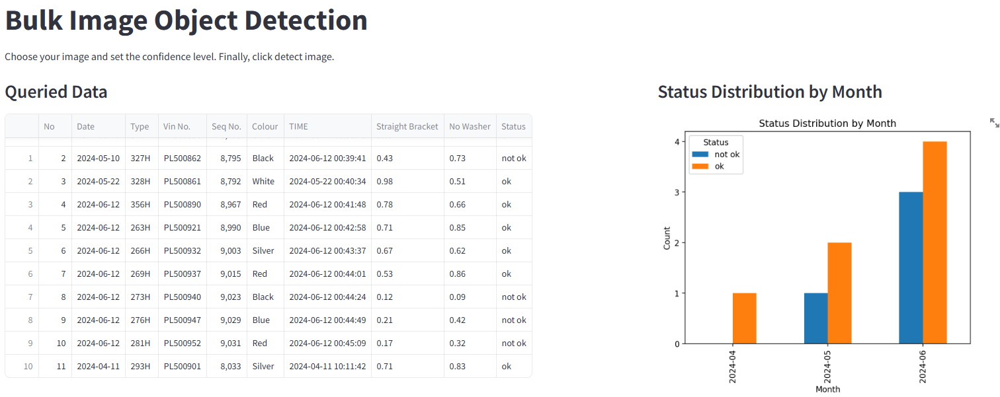 Bulk Image Object Detection
Choose your image and set the confidence level. Finally, click detect image.
Queried Data
No Date Type Vin No. Seq No. Colour TIME Straight Bracket No Washer Status
1 2 2024-05-10 327H PL500862 8,795 Black 2024-06-12 00:39:41 0.43 0.73 not ok
2 3 2024-05-22 328H PL500861 8,792 White 2024-05-22 00:40:34 0.98 0.51 ok
3 4 2024-06-12 356H PL500890 8,967 Red 2024-06-12 00:41:48 0.78 0.66 ok
4 5 2024-06-12 263H PL500921 8,990 Blue 2024-06-12 00:42:58 0.71 0.85 ok
5 6 2024-06-12 266H PL500932 9,003 Silver 2024-06-12 00:43:37 0.67 0.62 ok
6 7 2024-06-12 269H PL500937 9,015 Red 2024-06-12 00:44:01 0.53 0.86 ok
7 8 2024-06-12 273H PL500940 9,023 Black 2024-06-12 00:44:24 0.12 0.09 not ok
8 9 2024-06-12 276H PL500947 9,029 Blue 2024-06-12 00:44:49 0.21 0.42 not ok
9 10 2024-06-12 281H PL500952 9,031 Red 2024-06-12 00:45:09 0.17 0.32 not ok
10 11 2024-04-11 293H PL500901 8,033 Silver 2024-04-11 10:11:42 0.71 0.83 ok
Status Distribution by Month
Status Distribution by Month
Status
not ok
ok
Count
4
3
2
1
0
2024-04
2024-05
2024-06
Month